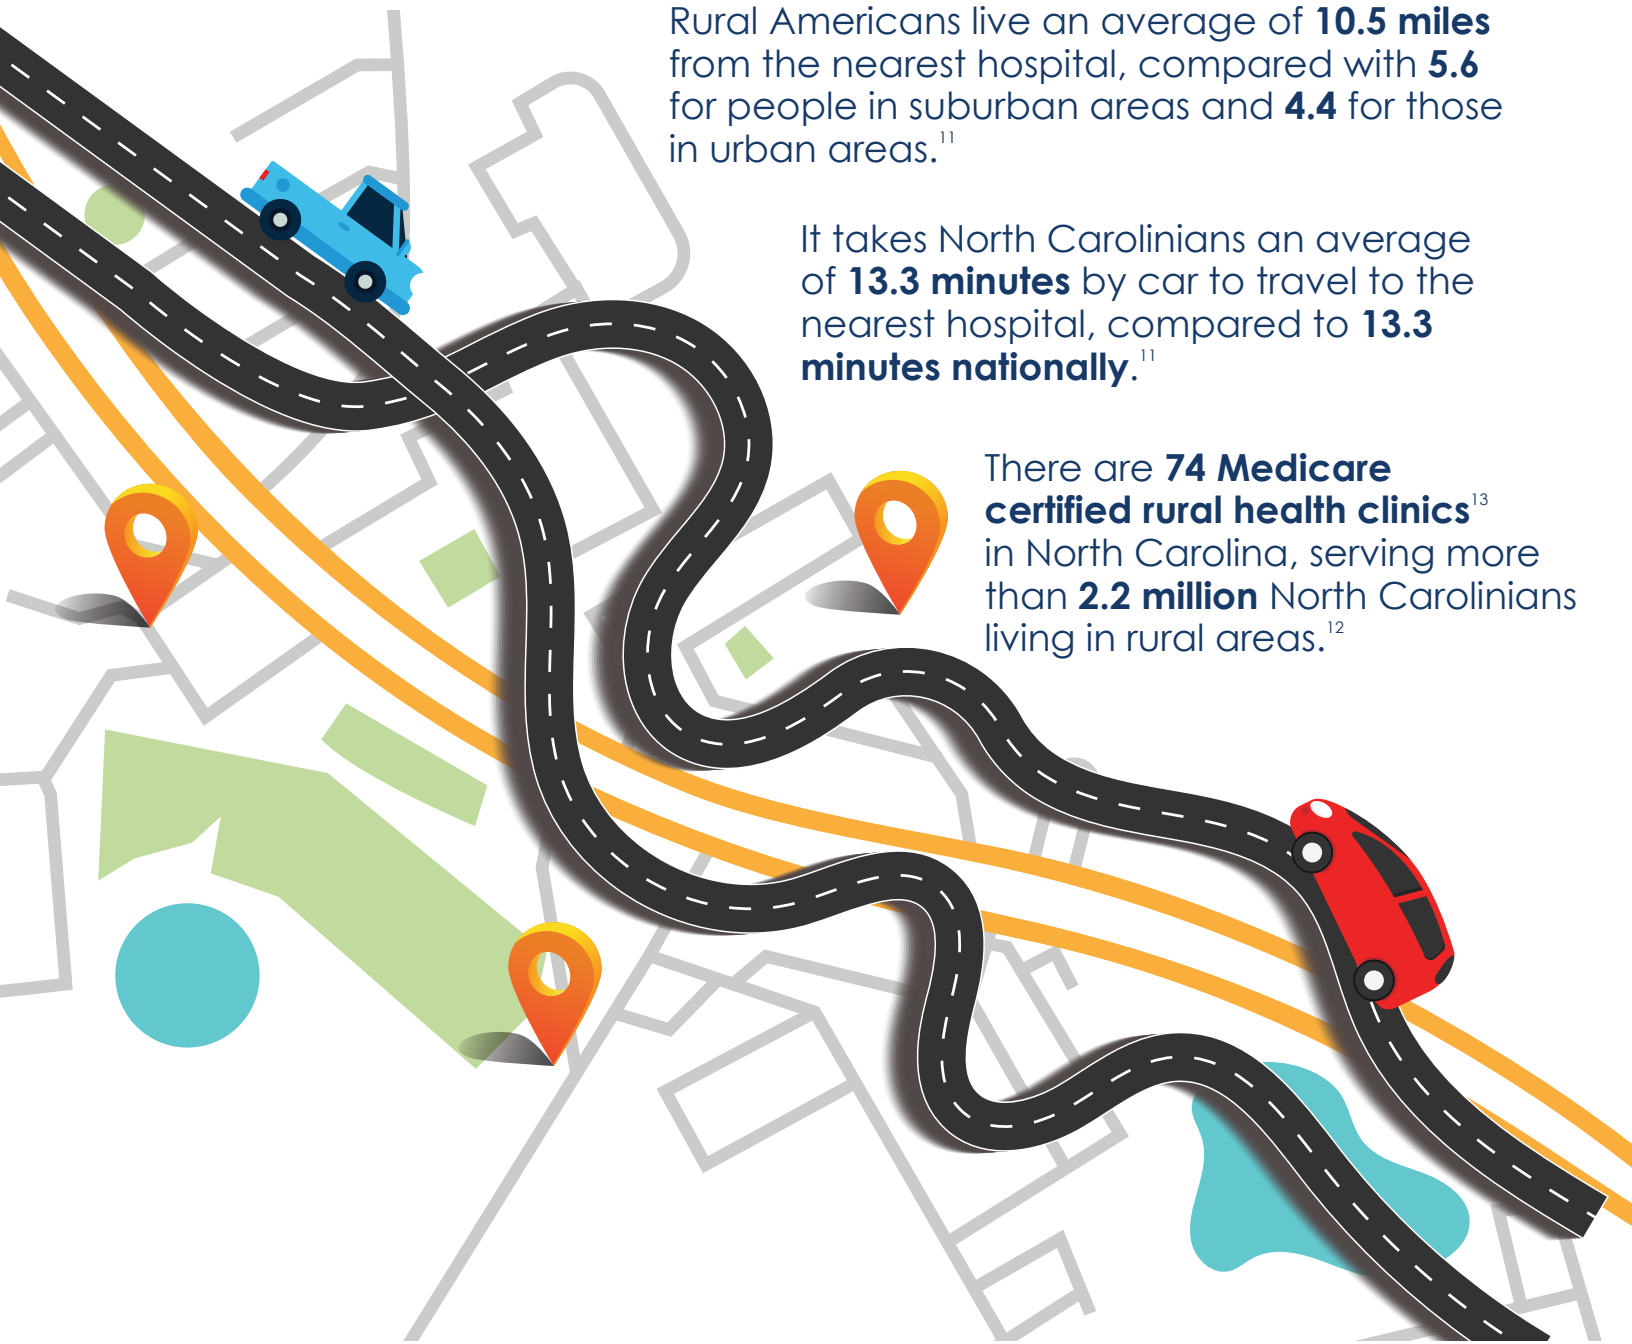 Rural Americans live an average of 10.5 miles
from the nearest hospital, compared with 5.6
for people in suburban areas and 4.4 for those
in urban areas.11
It takes North Carolinians an average
of 13.3 minutes by car to travel to the
nearest hospital, compared to 13.3
minutes nationally.11
There are 74 Medicare
certified rural health clinics13
in North Carolina, serving more
than 2.2 million North Carolinians
living in rural areas.12